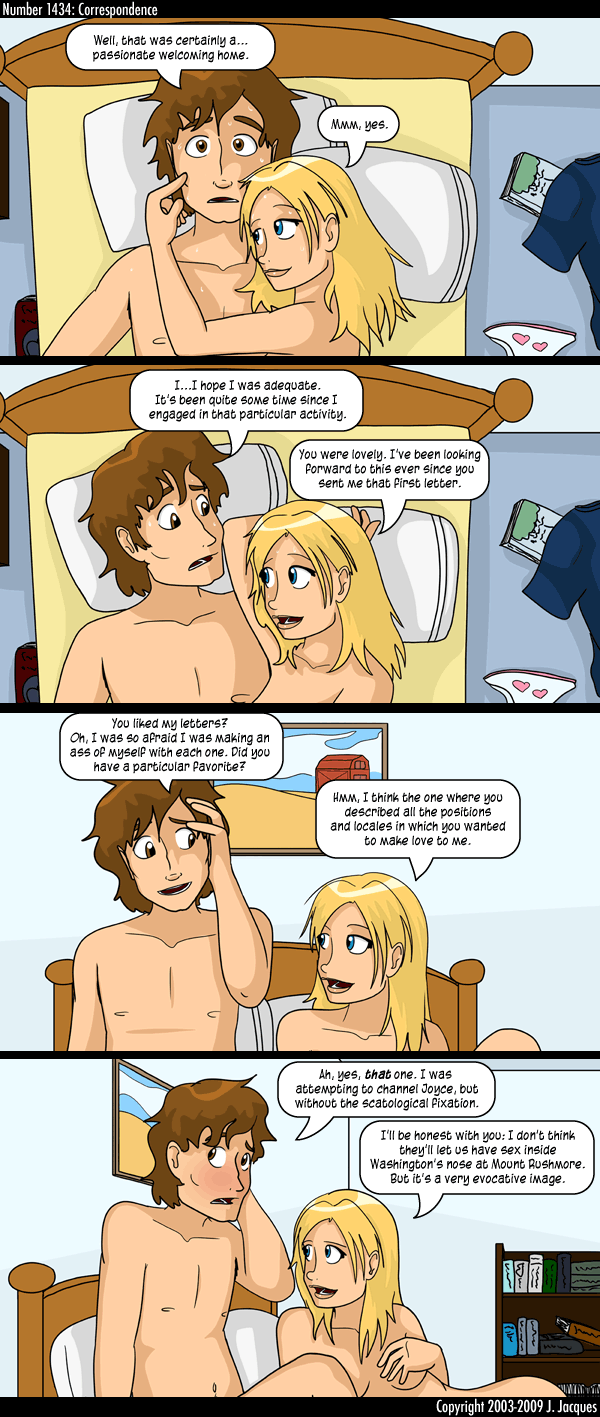 Number 1434: Correspondence
Well, that was certainly a...
passionate welcoming home.
Mmm, yes.
I...I hope I was adequate.
It's been quite some time since I
engaged in that particular activity.
You were lovely. I've been looking
forward to this ever since you
sent me that first letter.
You liked my letters?
Oh, I was so afraid I was making an
ass of myself with each one. Did you
have a particular favorite?
Hmm, I think the one where you
described all the positions
and locales in which you wanted
to make love to me.
Ah, yes, that one. I was
attempting to channel Joyce, but
without the scatological fixation.
I'll be honest with you: I don't think
they'll let us have sex inside
Washington's nose at Mount Rushmore.
But it's a very evocative image.
Copyright 2003-2009 J. Jacques